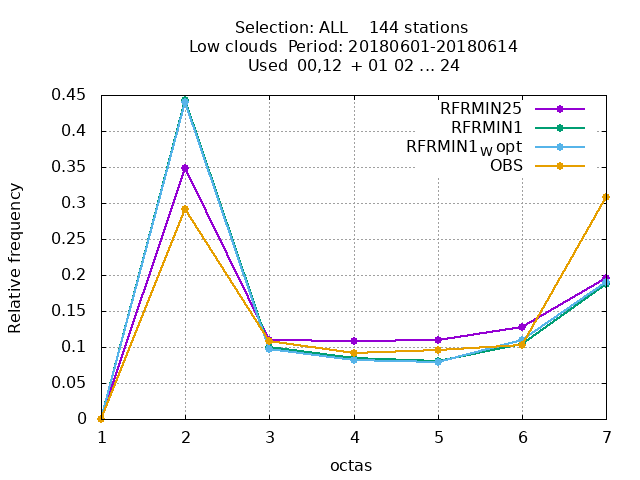 Selection: ALL    144 stations
Low clouds  Period: 20180601-20180614
Used  00,12  + 01 02 ... 24
RFRMIN25
RFRMIN1
RFRMIN1W opt
OBS
Relative frequency
0.45
0.4
0.35
0.3
0.25
0.2
0.15
0.1
0.05
0
1 2 3 4 5 6 7
octas